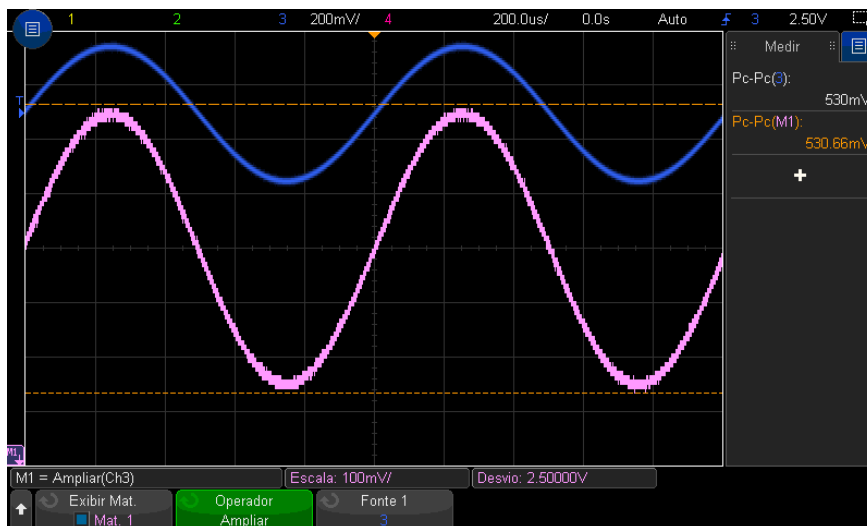 1 2 3 200mV/ 4 200.0us/ 0.0s Auto 3 2.50V
Medir
Pc-Pc(3):
530mV
Pc-Pc(M1):
530.66mV
+
T
M1
M1 = Ampliar(Ch3) Escala: 100mV/ Desvio: 2.50000V
Exibir Mat. Operador Fonte 1
Mat. 1 Ampliar 3